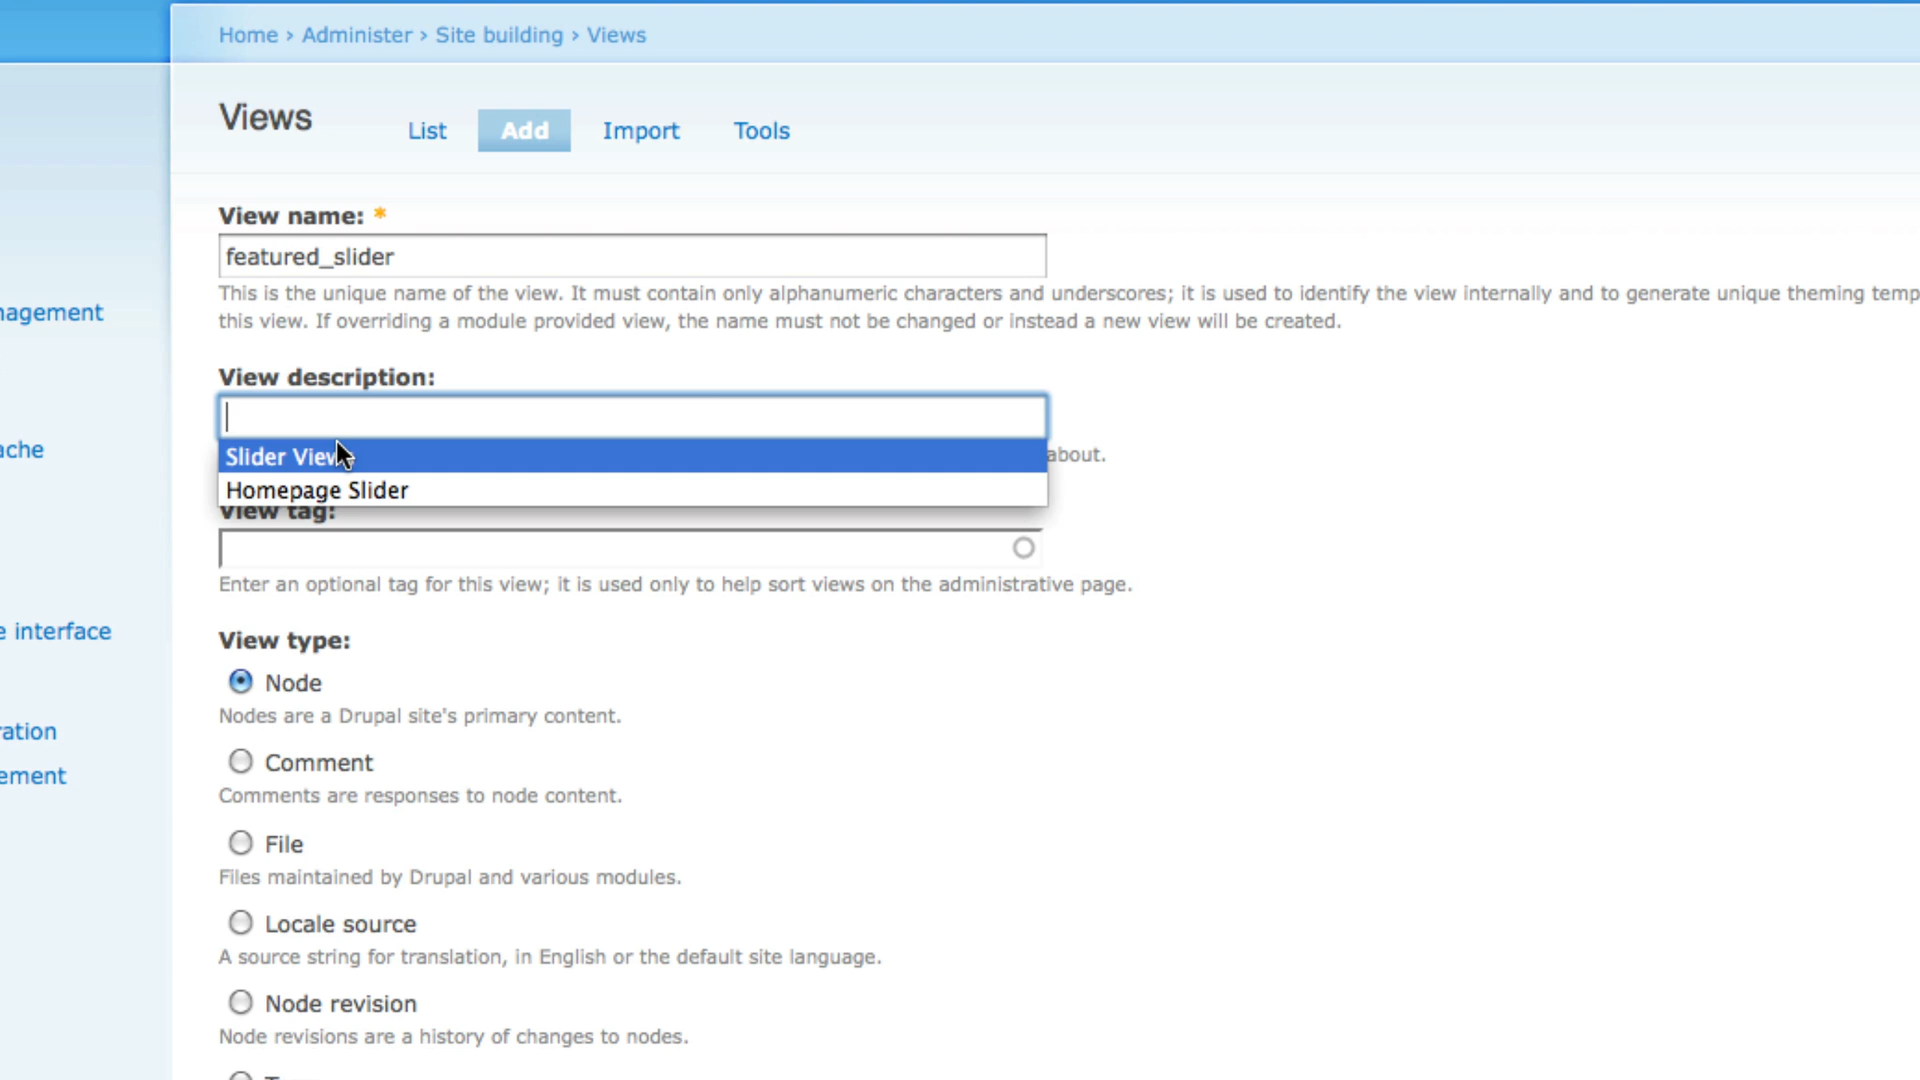 Home › Administer › Site building › Views
Views
List Add Import Tools
View name: *
featured_slider
This is the unique name of the view. It must contain only alphanumeric characters and underscores; it is used to identify the view internally and to generate unique theming temp
this view. If overriding a module provided view, the name must not be changed or instead a new view will be created.
nagement
View description:
Slider View
about.
ache
Homepage Slider
View tag:
Enter an optional tag for this view; it is used only to help sort views on the administrative page.
e interface
View type:
Node
Nodes are a Drupal site's primary content.
ration
Comment
ement
Comments are responses to node content.
File
Files maintained by Drupal and various modules.
Locale source
A source string for translation, in English or the default site language.
Node revision
Node revisions are a history of changes to nodes.